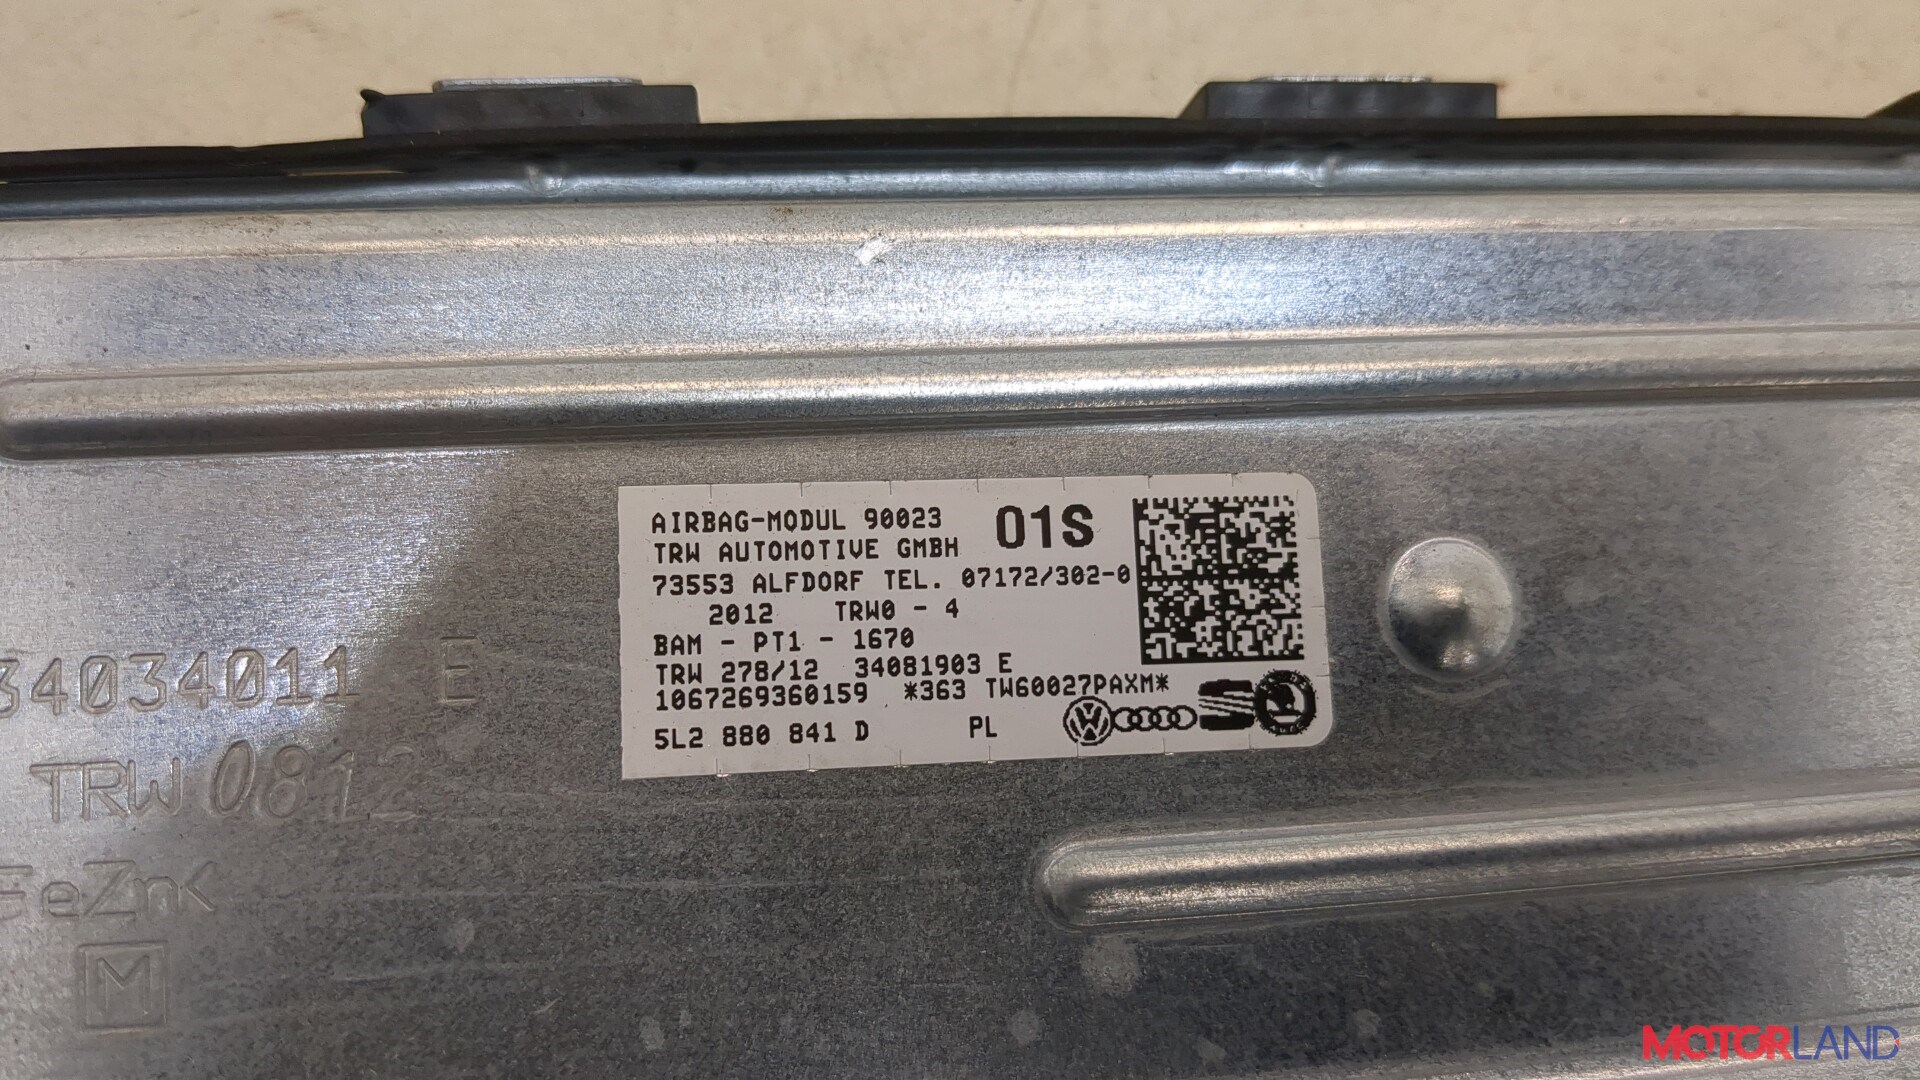 AIRBAG-MODUL 90023 01S
TRW AUTOMOTIVE GMBH
73553 ALFDORF TEL. 07172/302-0
2012 TRW0 - 4
BAM - PT1 - 1670
TRW 278/12 34081903 E
1067269360159 *363 TW60027PAXM*
5L2 880 841 D PL
34034011 E
TRW 0812
FeZn<
M
MOTORLAND